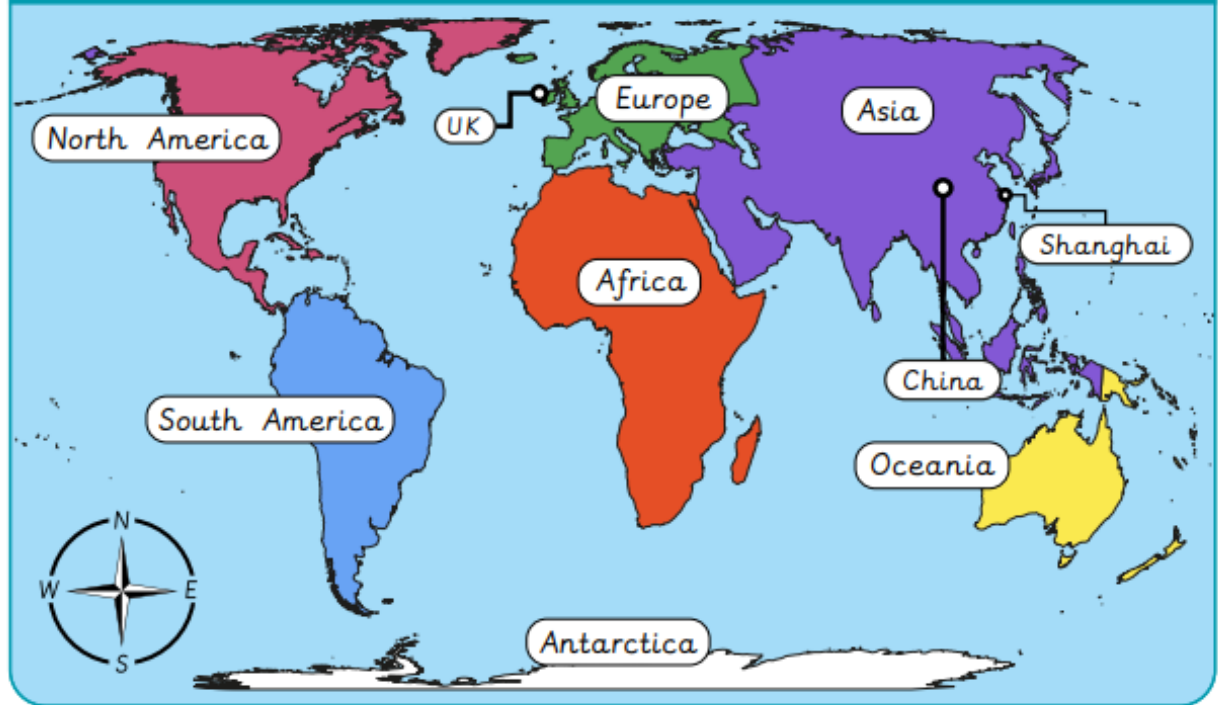 Europe
Asia
UK
North America
Shanghai
Africa
China
South America
Oceania
N
W
E
S
Antarctica